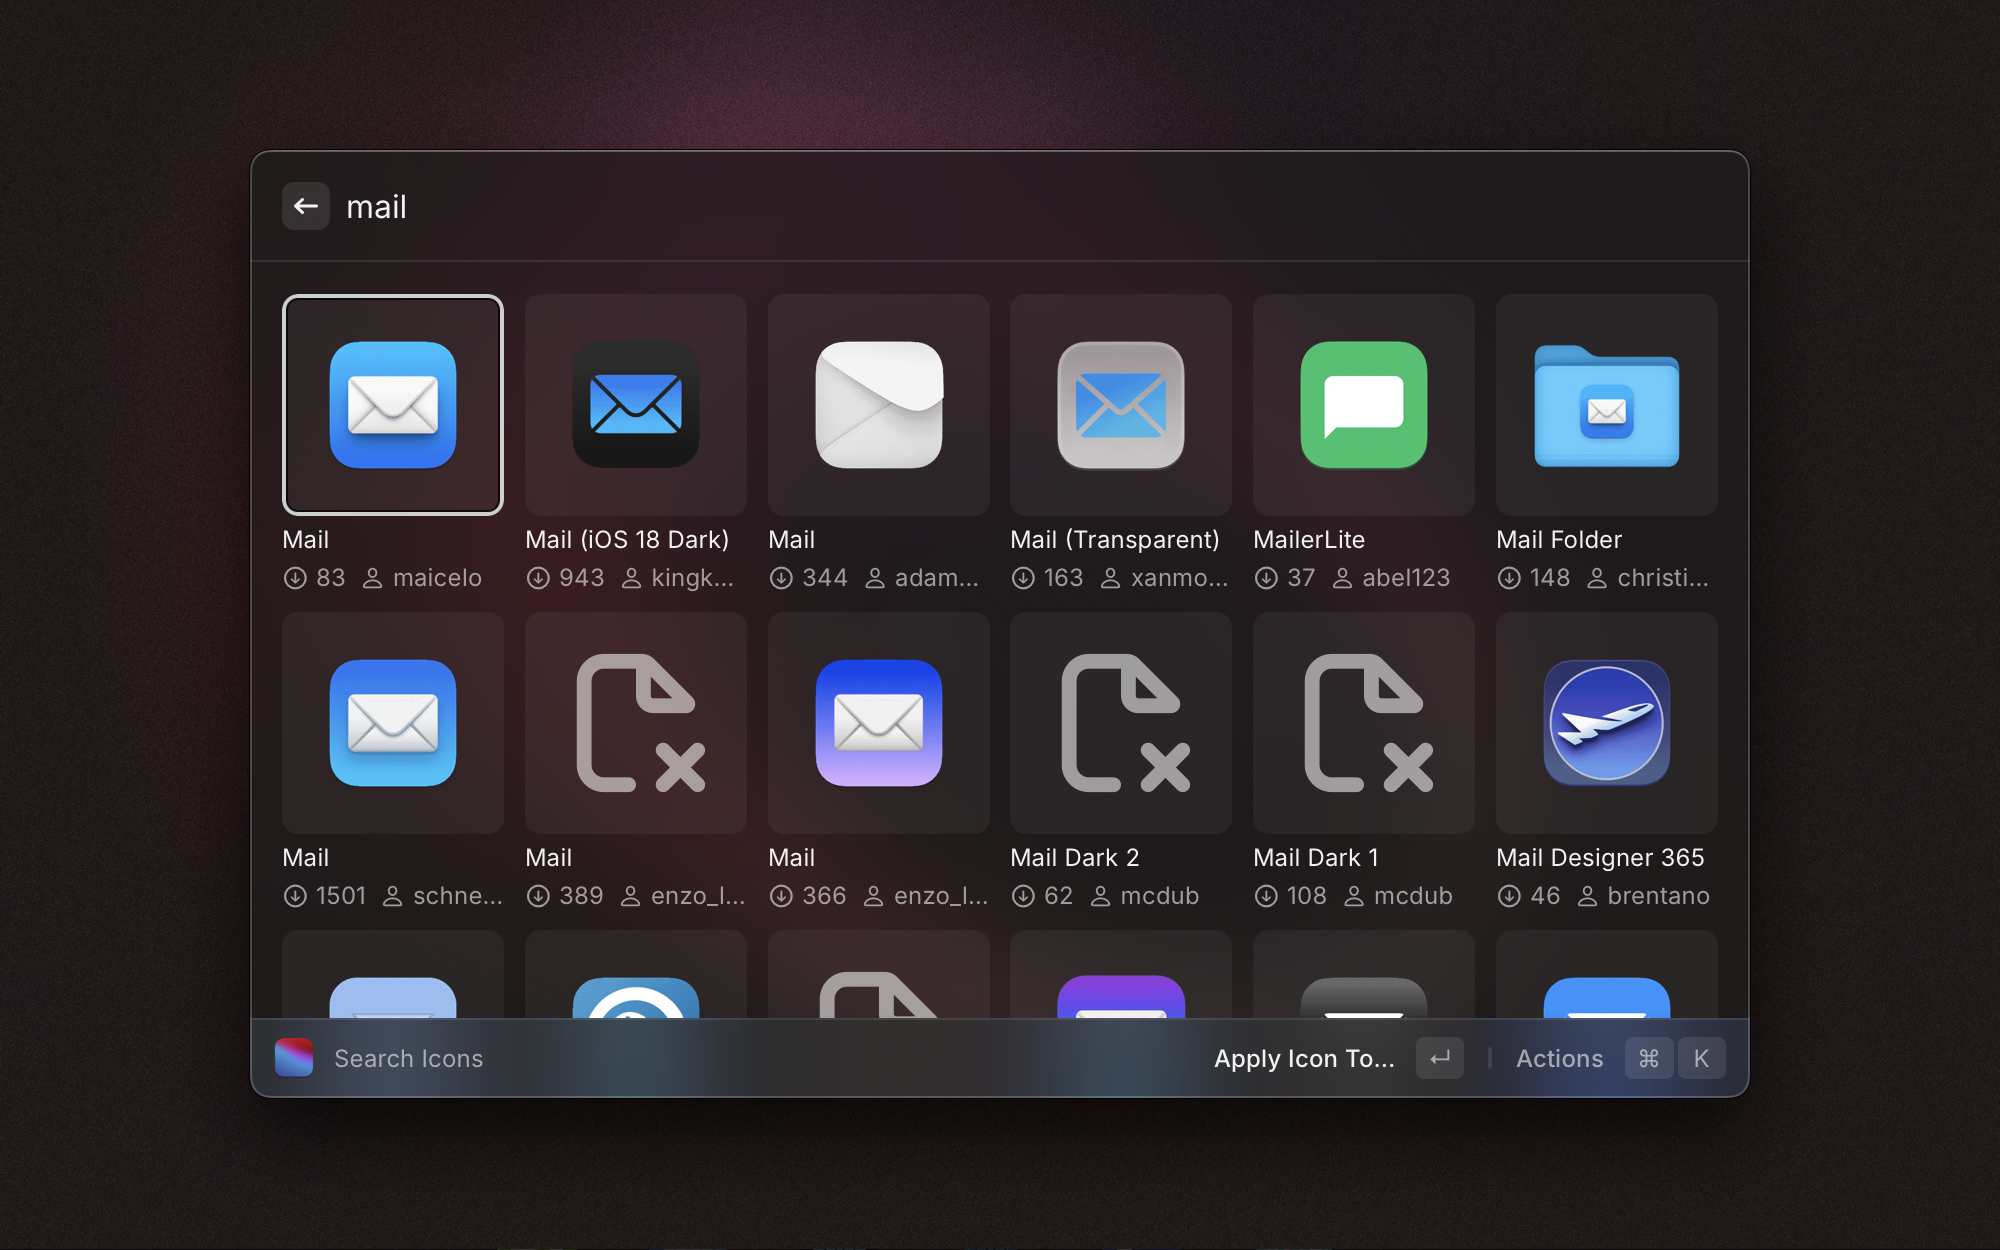 mail
Mail
Mail (iOS 18 Dark)
Mail
Mail (Transparent)
MailerLite
Mail Folder
83 maicelo
943 kingk...
344 adam...
163 xanmo...
37 abel123
148 christi...
Mail
Mail
Mail
Mail Dark 2
Mail Dark 1
Mail Designer 365
1501 schne...
389 enzo_l...
366 enzo_l...
62 mcdub
108 mcdub
46 brentano
Search Icons
Apply Icon To...
Actions
⌘ K